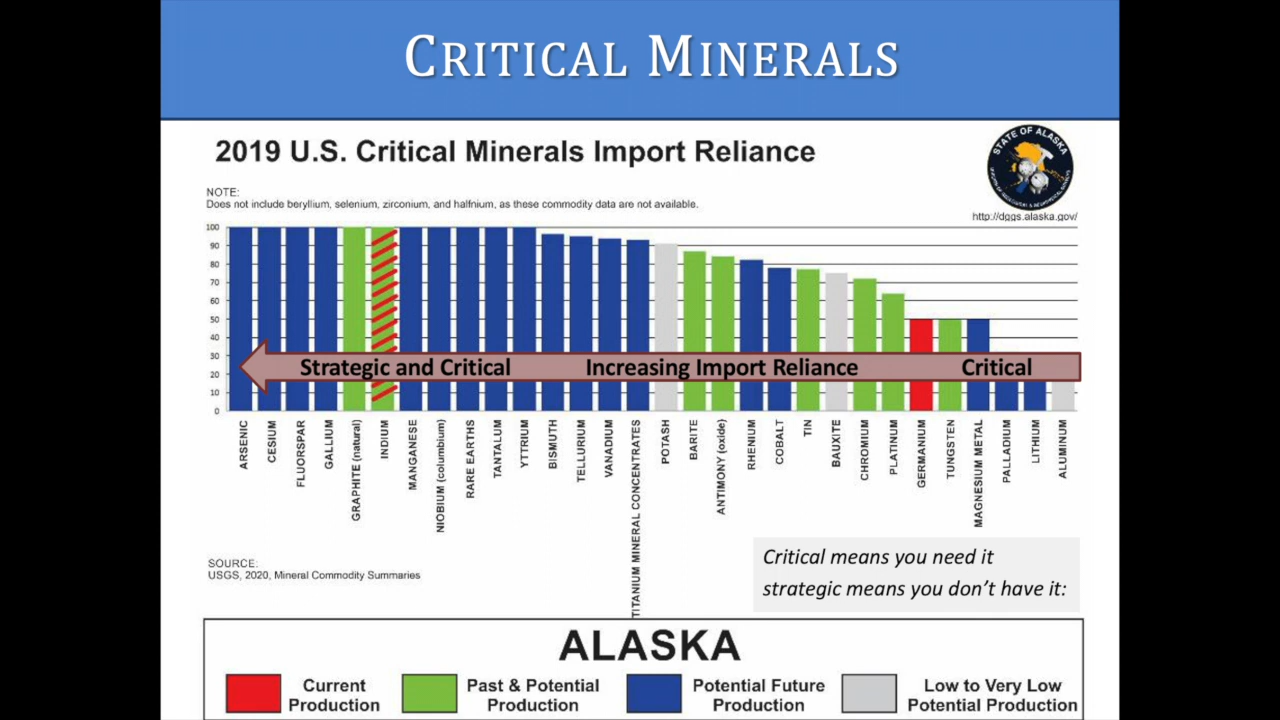 CRITICAL MINERALS
2019 U.S. Critical Minerals Import Reliance
STATE OF ALASKA
NOTE:
Does not include beryllium, selenium, zirconium, and halfnium, as these commodity data are not available.
http://dggs.alaska.gov/
100
90
80
70
60
50
40
30
20
10
0
Strategic and Critical
Increasing Import Reliance
Critical
ARSENIC
CESIUM
FLUORSPAR
GALLIUM
GRAPHITE (natural)
INDIUM
MANGANESE
NIOBIUM (columbium)
RARE EARTHS
TANTALUM
YTTRIUM
BISMUTH
TELLURIUM
VANADIUM
TITANIUM MINERAL CONCENTRATES
POTASH
BARITE
ANTIMONY (oxide)
RHENIUM
COBALT
TIN
BAUXITE
CHROMIUM
PLATINUM
GERMANIUM
TUNGSTEN
MAGNESIUM METAL
PALLADIUM
LITHIUM
ALUMINUM
Critical means you need it
strategic means you don't have it:
SOURCE:
USGS, 2020, Mineral Commodity Summaries
ALASKA
Current
Production
Past & Potential
Production
Potential Future
Production
Low to Very Low
Potential Production